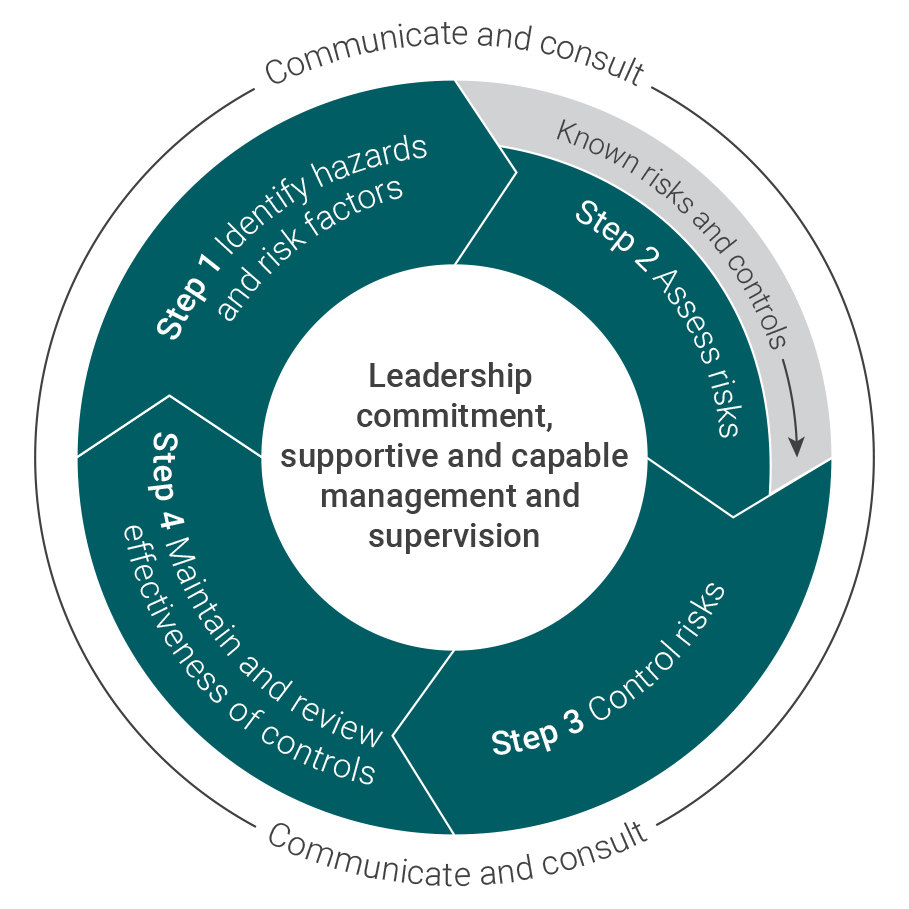 Communicate and consult
Step 1 Identify hazards
and risk factors
Known risks and controls
Step 2 Assess risks
Step 3 Control risks
Step 4 Maintain and review
effectiveness of controls
Leadership
commitment,
supportive and capable
management and
supervision
Communicate and consult